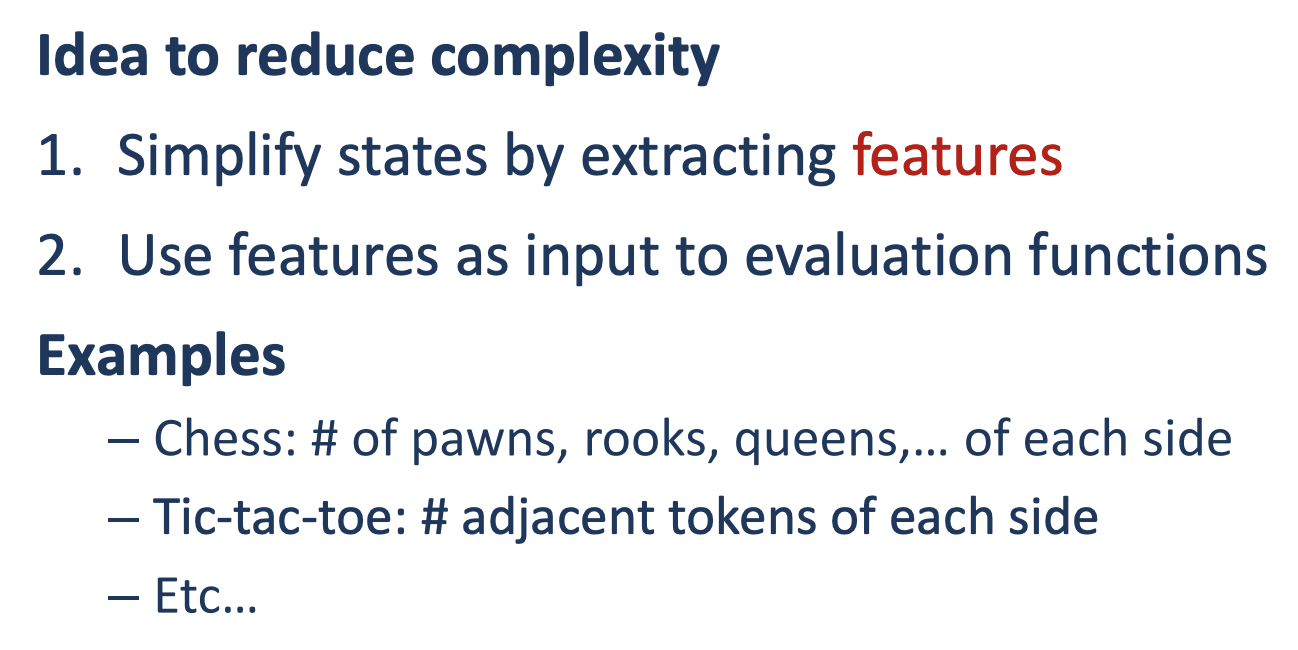 Idea to reduce complexity
1. Simplify states by extracting features
2. Use features as input to evaluation functions
Examples
– Chess: # of pawns, rooks, queens,... of each side
– Tic-tac-toe: # adjacent tokens of each side
– Etc...